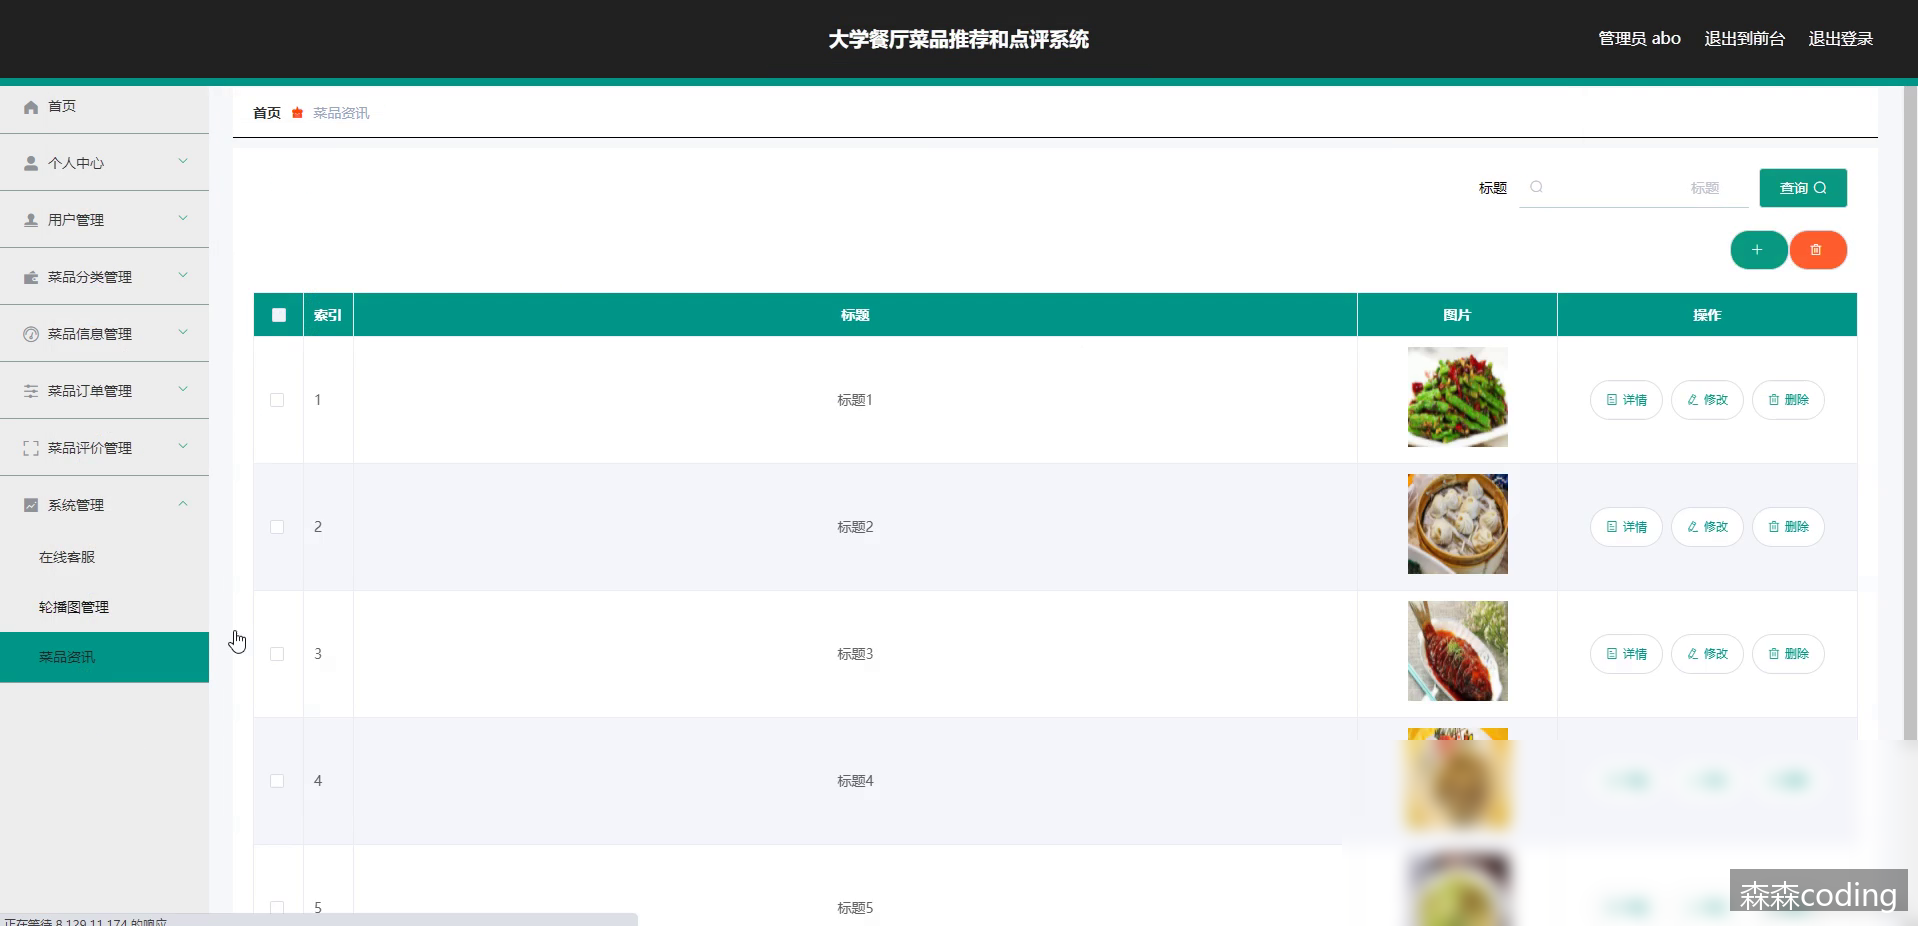 大学餐厅菜品推荐和点评系统
管理员 abo 退出到前台 退出登录
首页
个人中心
用户管理
菜品分类管理
菜品信息管理
菜品订单管理
菜品评价管理
系统管理
在线客服
轮播图管理
菜品资讯
首页 菜品资讯
标题 标题 查询
索引 标题 图片 操作
1 标题1 详情 修改 删除
2 标题2 详情 修改 删除
3 标题3 详情 修改 删除
4 标题4
5 标题5
森森coding
正在等待 8.129.11.174 的响应